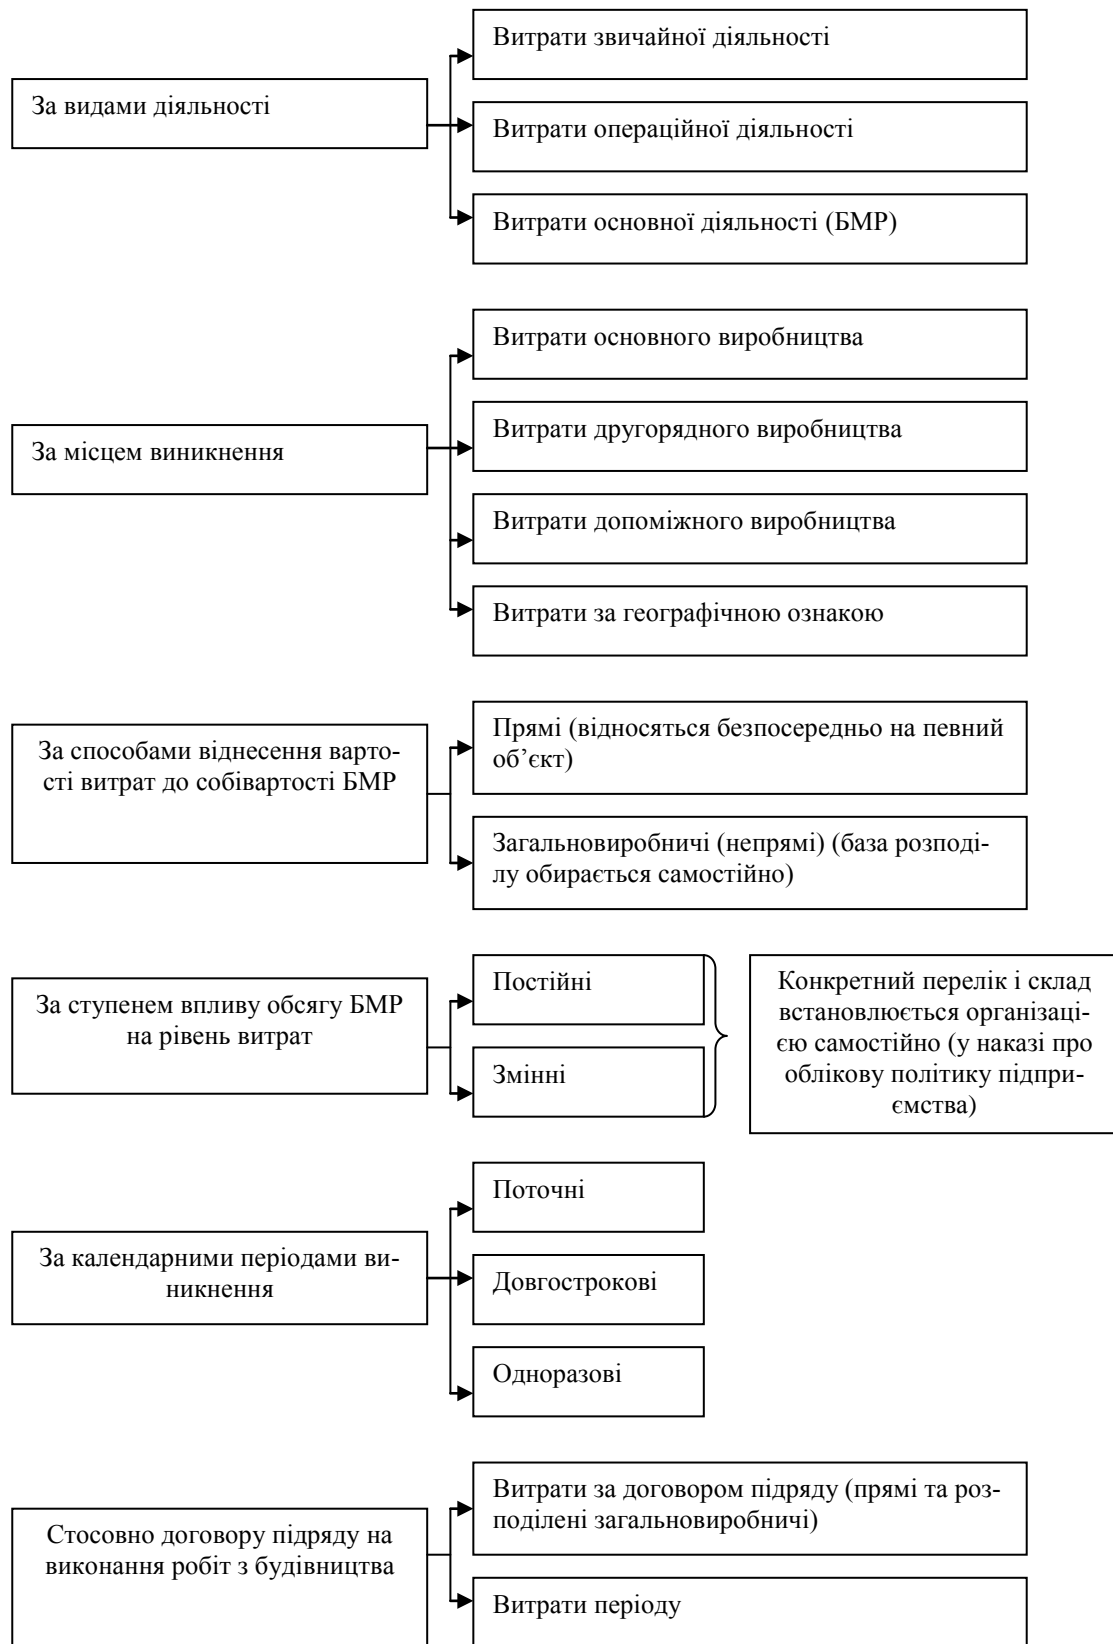 За видами діяльності
Витрати звичайної діяльності
Витрати операційної діяльності
Витрати основної діяльності (БМР)
За місцем виникнення
Витрати основного виробництва
Витрати другорядного виробництва
Витрати допоміжного виробництва
Витрати за географічною ознакою
За способами віднесення варто-
сті витрат до собівартості БМР
Прямі (відносяться безпосередньо на певний
об’єкт)
Загальновиробничі (непрямі) (база розподі-
лу обирається самостійно)
За ступенем впливу обсягу БМР
на рівень витрат
Постійні
Змінні
Конкретний перелік і склад
встановлюється організаці-
єю самостійно (у наказі про
облікову політику підпри-
ємства)
За календарними періодами ви-
никнення
Поточні
Довгострокові
Одноразові
Стосовно договору підряду на
виконання робіт з будівництва
Витрати за договором підряду (прямі та роз-
поділені загальновиробничі)
Витрати періоду